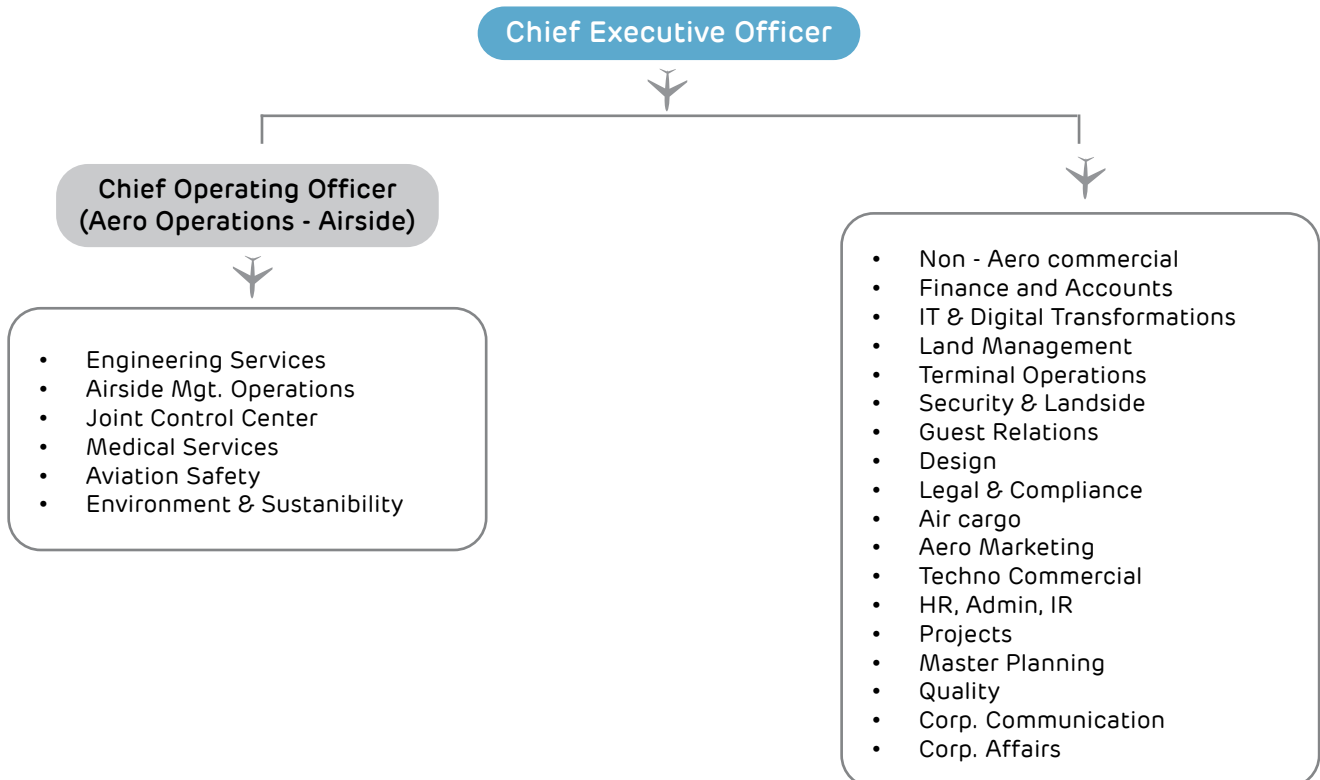 Chief Executive Officer
Chief Operating Officer
(Aero Operations - Airside)
• Engineering Services
• Airside Mgt. Operations
• Joint Control Center
• Medical Services
• Aviation Safety
• Environment & Sustanibility
• Non - Aero commercial
• Finance and Accounts
• IT & Digital Transformations
• Land Management
• Terminal Operations
• Security & Landside
• Guest Relations
• Design
• Legal & Compliance
• Air cargo
• Aero Marketing
• Techno Commercial
• HR, Admin, IR
• Projects
• Master Planning
• Quality
• Corp. Communication
• Corp. Affairs